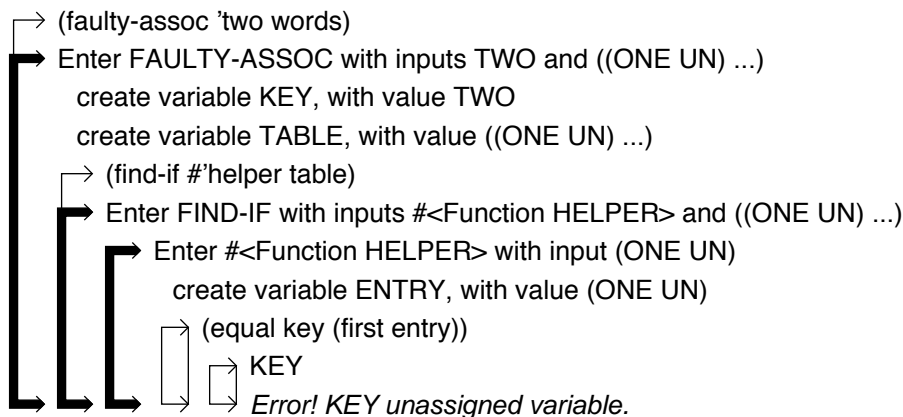 (faulty-assoc ’two words)
Enter FAULTY-ASSOC with inputs TWO and ((ONE UN) ...)
create variable KEY, with value TWO
create variable TABLE, with value ((ONE UN) ...)
(find-if #’helper table)
Enter FIND-IF with inputs #<Function HELPER> and ((ONE UN) ...)
Enter #<Function HELPER> with input (ONE UN)
create variable ENTRY, with value (ONE UN)
(equal key (first entry))
KEY
Error! KEY unassigned variable.